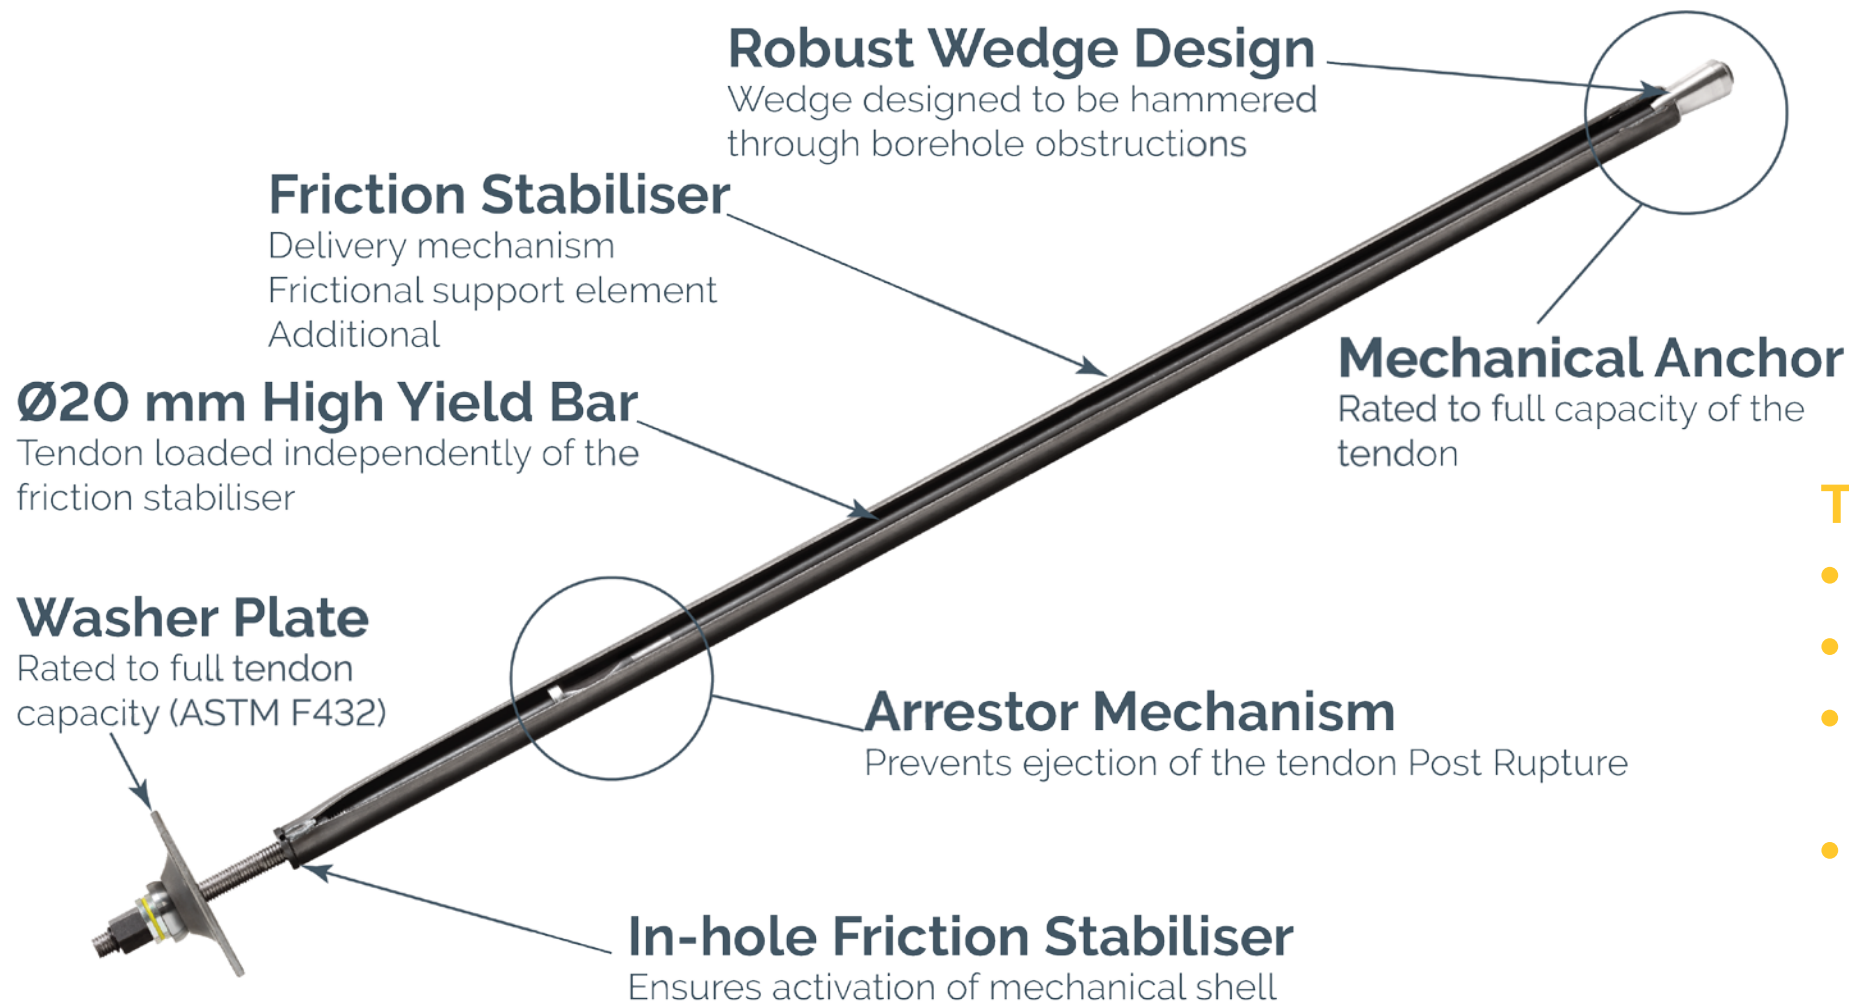 Robust Wedge Design
Wedge designed to be hammered
through borehole obstructions
Friction Stabiliser
Delivery mechanism
Frictional support element
Additional
Ø20 mm High Yield Bar
Tendon loaded independently of the
friction stabiliser
Mechanical Anchor
Rated to full capacity of the
tendon
T
Washer Plate
Rated to full tendon
capacity (ASTM F432)
Arrestor Mechanism
Prevents ejection of the tendon Post Rupture
In-hole Friction Stabiliser
Ensures activation of mechanical shell